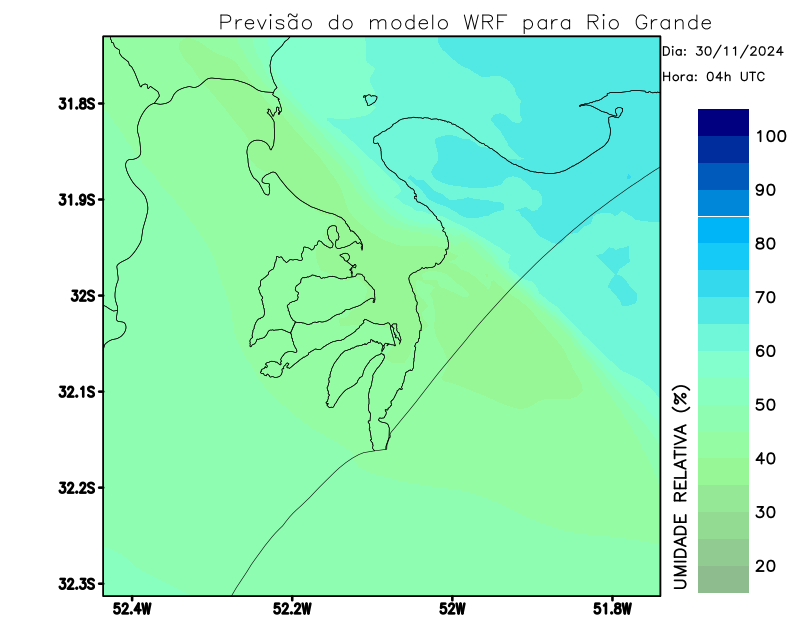 Previsão do modelo WRF para Rio Grande
Dia: 30/11/2024
Hora: 04h UTC
31.8S
31.9S
32S
32.1S
32.2S
32.3S
52.4W
52.2W
52W
51.8W
UMIDADE RELATIVA (%)
100
90
80
70
60
50
40
30
20